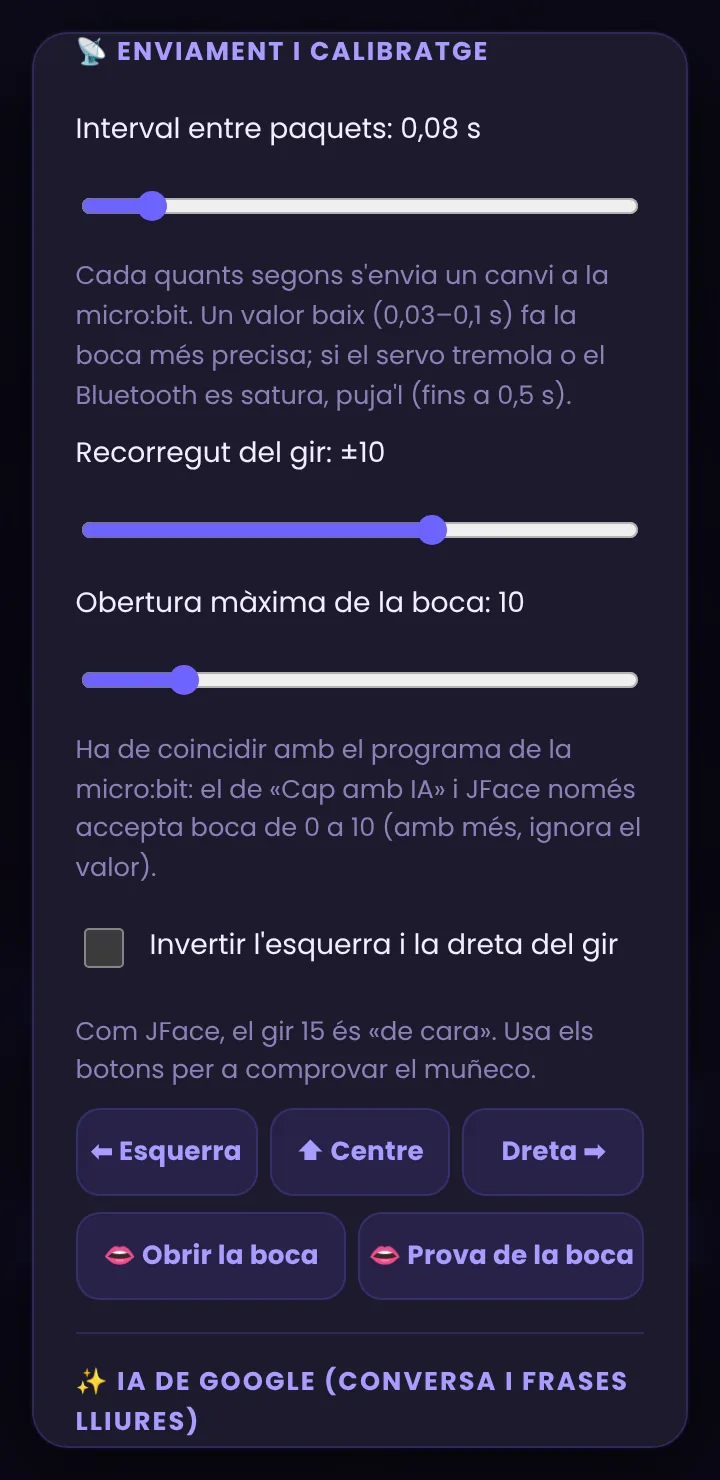 📡 ENVIAMENT I CALIBRATGE
Interval entre paquets: 0,08 s
Cada quants segons s'envia un canvi a la
micro:bit. Un valor baix (0,03–0,1 s) fa la
boca més precisa; si el servo tremola o el
Bluetooth es satura, puja'l (fins a 0,5 s).
Recorregut del gir: ±10
Obertura màxima de la boca: 10
Ha de coincidir amb el programa de la
micro:bit: el de «Cap amb IA» i JFace només
accepta boca de 0 a 10 (amb més, ignora el
valor).
Invertir l'esquerra i la dreta del gir
Com JFace, el gir 15 és «de cara». Usa els
botons per a comprovar el muñeco.
⬅ Esquerra
⬆ Centre
Dreta ➡
👄 Obrir la boca
👄 Prova de la boca
✨ IA DE GOOGLE (CONVERSA I FRASES
LLIURES)